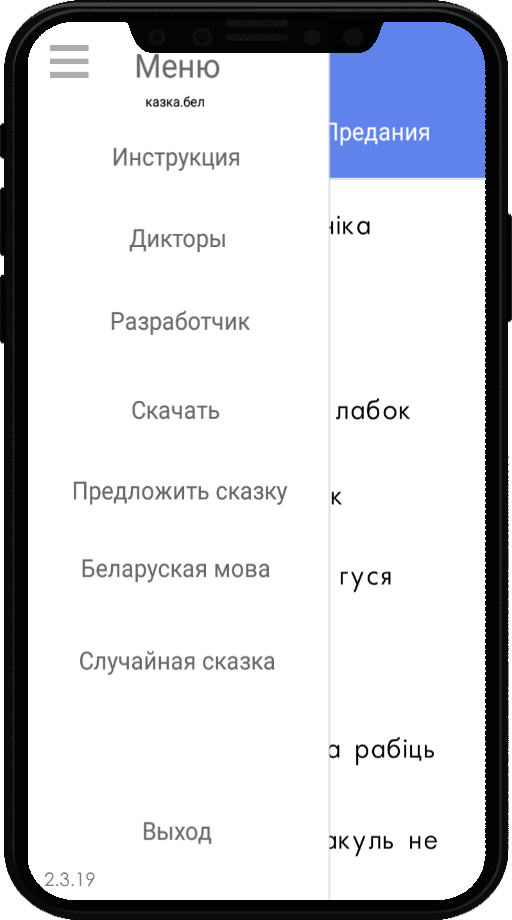 Меню
казка.бел
Инструкция
Дикторы
Разработчик
Скачать
Предложить сказку
Беларуская мова
Случайная сказка
Выход
2.3.19
Предания
ніка
лабок
к
гуся
а рабіць
акуль не